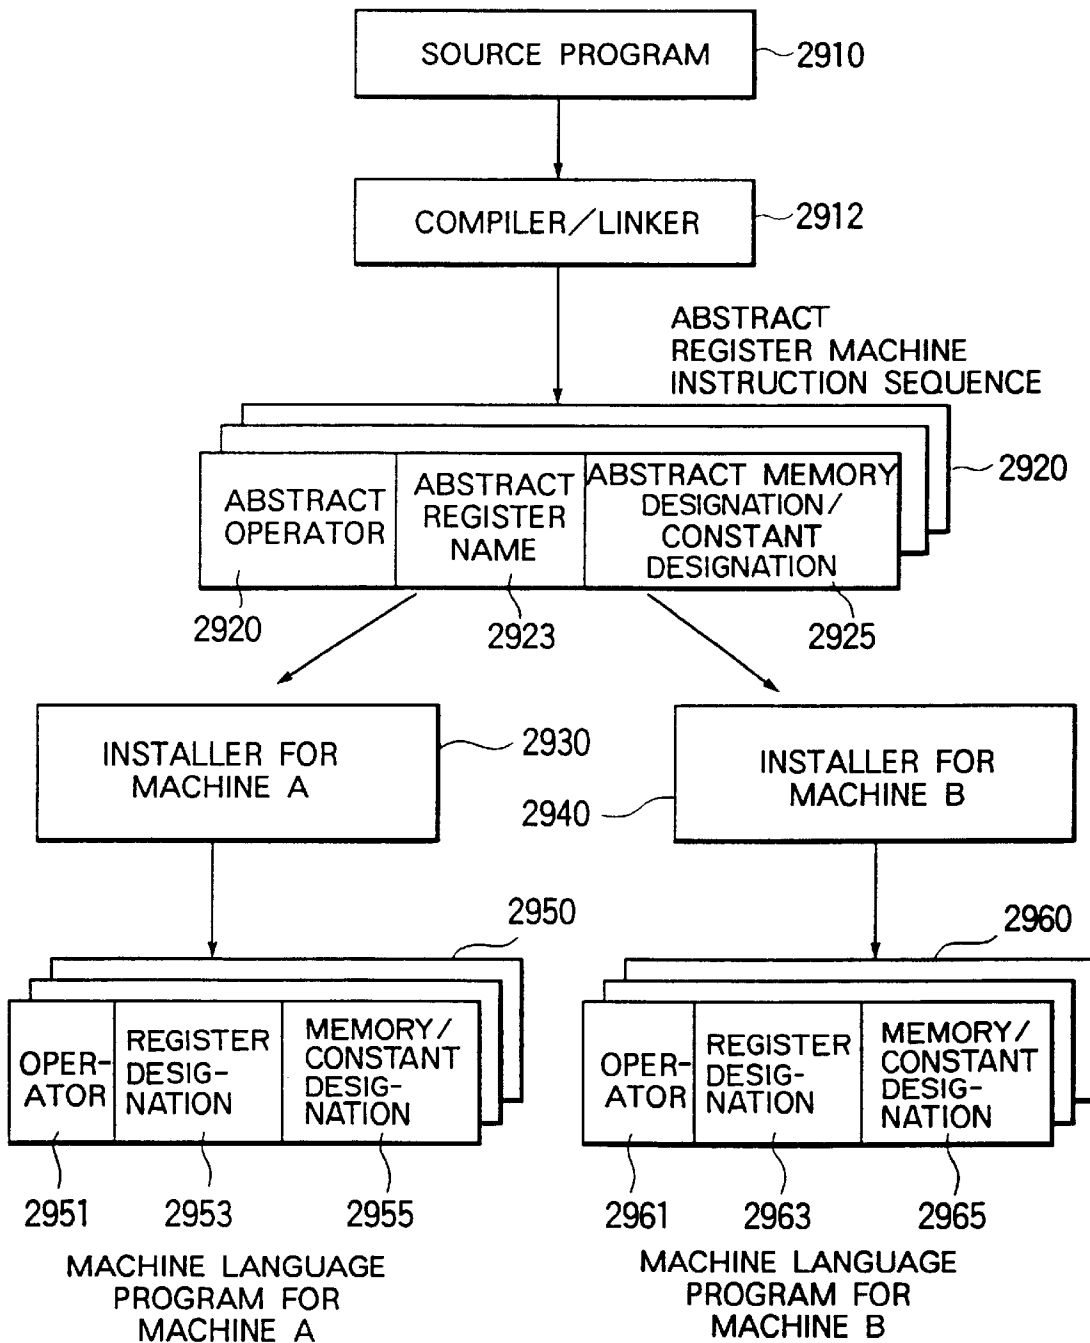 SOURCE PROGRAM
2910
COMPILER/LINKER
2912
ABSTRACT
REGISTER MACHINE
INSTRUCTION SEQUENCE
2920
ABSTRACT
OPERATOR
ABSTRACT
REGISTER
NAME
ABSTRACT MEMORY
DESIGNATION/
CONSTANT
DESIGNATION
2920
2923
2925
INSTALLER FOR
MACHINE A
2930
INSTALLER FOR
MACHINE B
2940
2950
OPER-
ATOR
REGISTER
DESIG-
NATION
MEMORY/
CONSTANT
DESIG-
NATION
2951
2953
2955
MACHINE LANGUAGE
PROGRAM FOR
MACHINE A
2960
OPER-
ATOR
REGISTER
DESIG-
NATION
MEMORY/
CONSTANT
DESIG-
NATION
2961
2963
2965
MACHINE LANGUAGE
PROGRAM FOR
MACHINE B